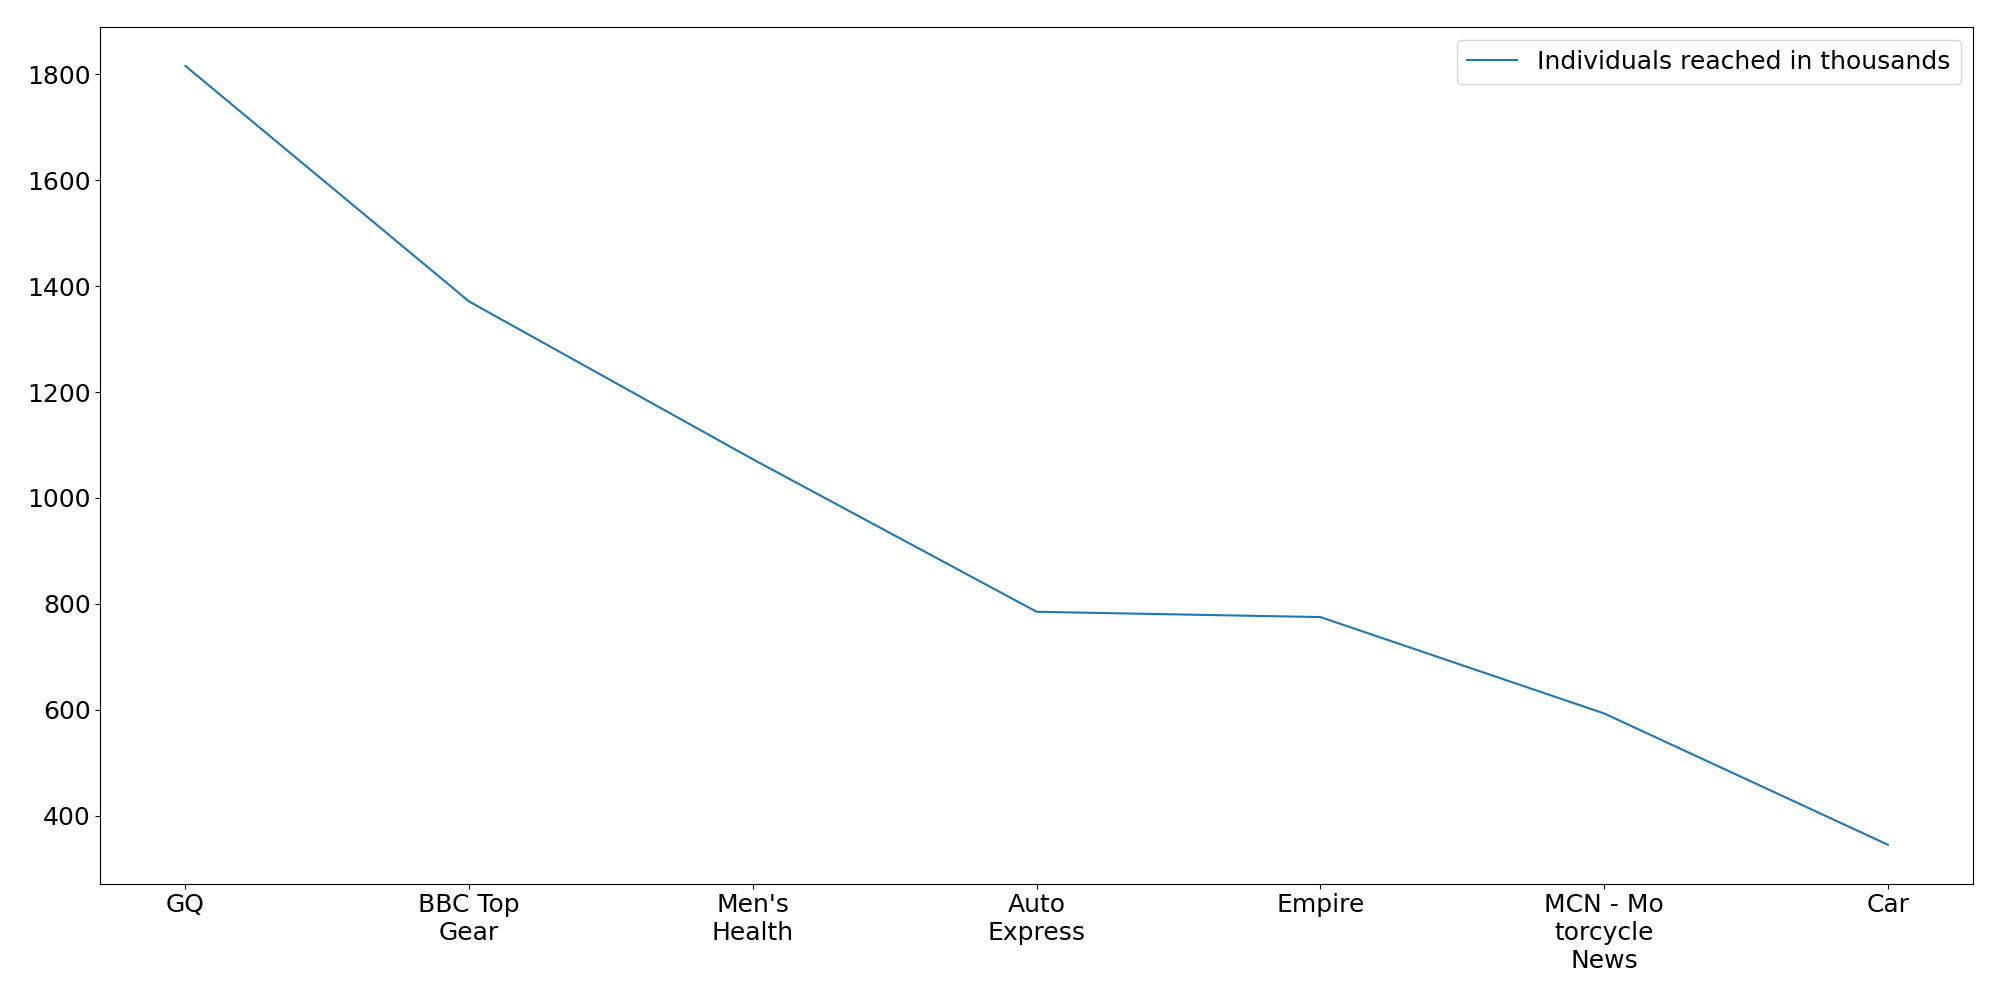 Individuals reached in thousands
1800
1600
1400
1200
1000
800
600
400
GQ
BBC Top
Gear
Men's
Health
Auto
Express
Empire
MCN - Mo
torcycle
News
Car